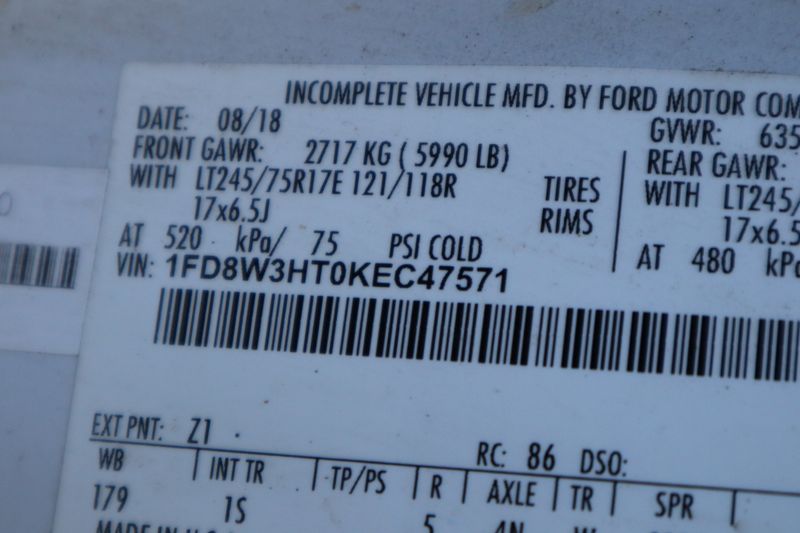 INCOMPLETE VEHICLE MFD. BY FORD MOTOR
DATE: 08/18 GVWR:
FRONT GAWR: 2717 KG ( 5990 LB) REAR GAWR:
WITH LT245/75R17E 121/118R TIRES WITH LT245/
17x6.5J RIMS 17x6.5
AT 520 kPa/ 75 PSI COLD AT 480
VIN: 1FD8W3HT0KEC47571
EXT PNT: Z1 RC: 86 DSO:
WB INT TR TP/PS R AXLE TR SPR
179 1S 5 4N
MADE IN